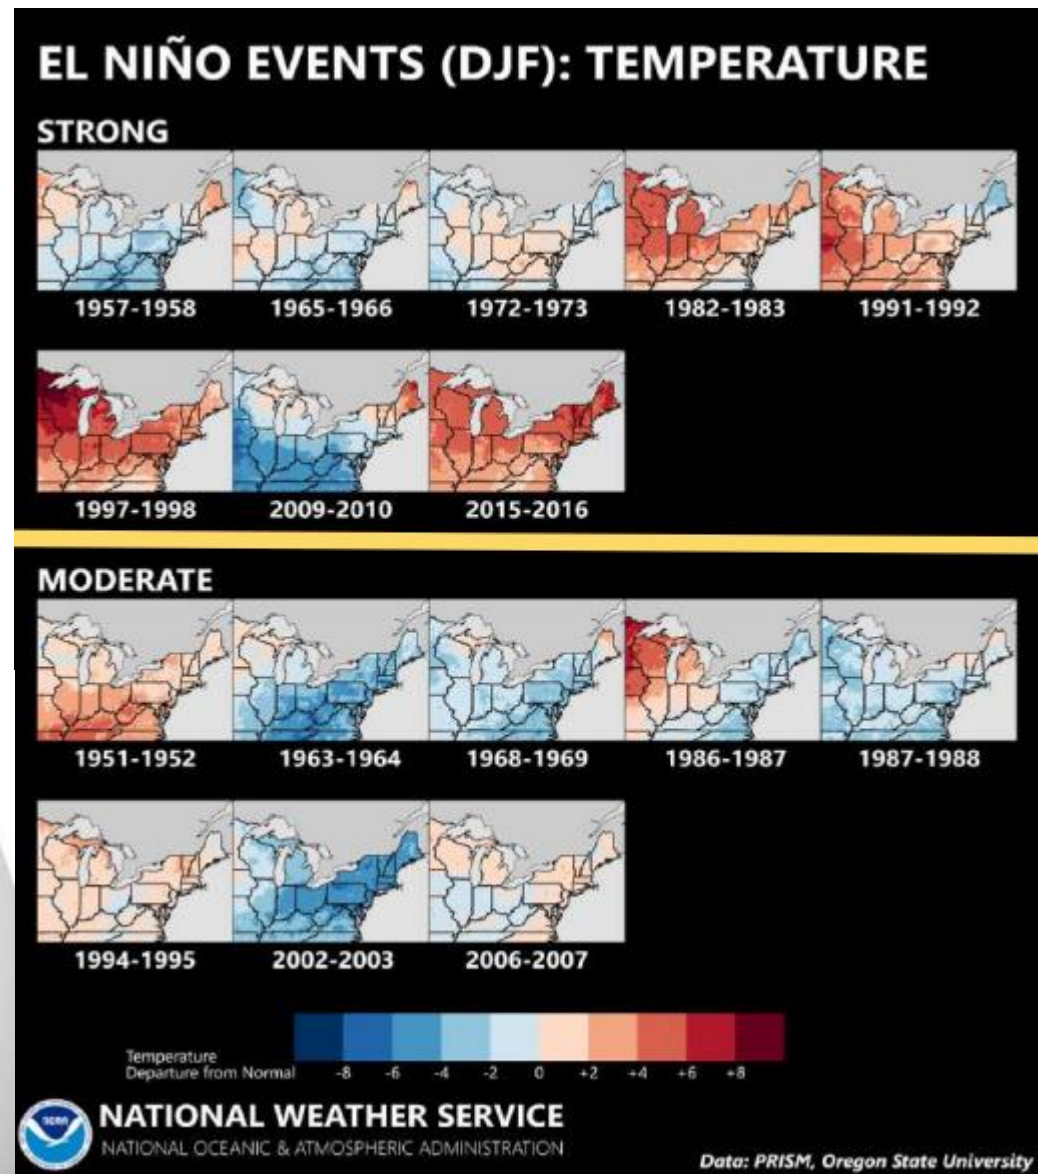 EL NIÑO EVENTS (DJF): TEMPERATURE
STRONG
1957-1958 1965-1966 1972-1973 1982-1983 1991-1992
1997-1998 2009-2010 2015-2016
MODERATE
1951-1952 1963-1964 1968-1969 1986-1987 1987-1988
1994-1995 2002-2003 2006-2007
Temperature
Departure from Normal -8 -6 -4 -2 0 +2 +4 +6 +8
NOAA
NATIONAL WEATHER SERVICE
NATIONAL OCEANIC & ATMOSPHERIC ADMINISTRATION
Data: PRISM, Oregon State University